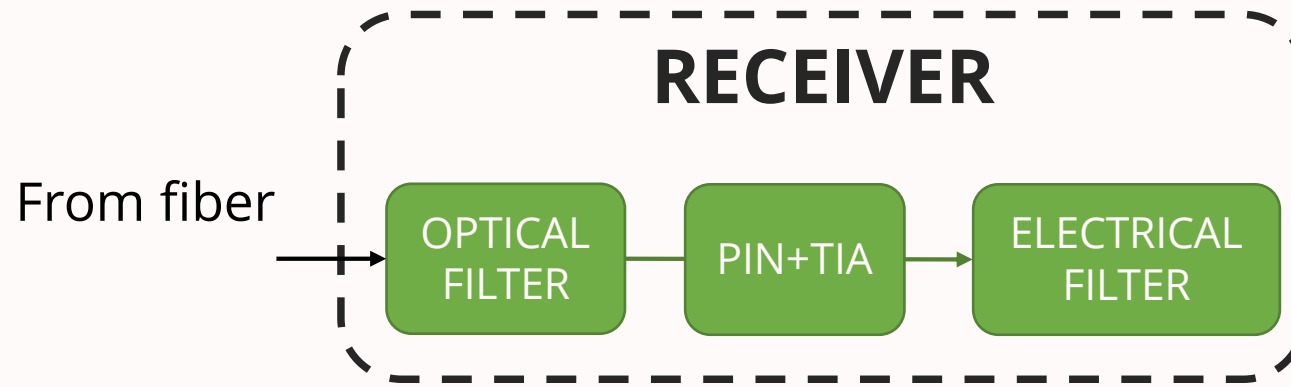 RECEIVER
From fiber
OPTICAL
FILTER
PIN+TIA
ELECTRICAL
FILTER